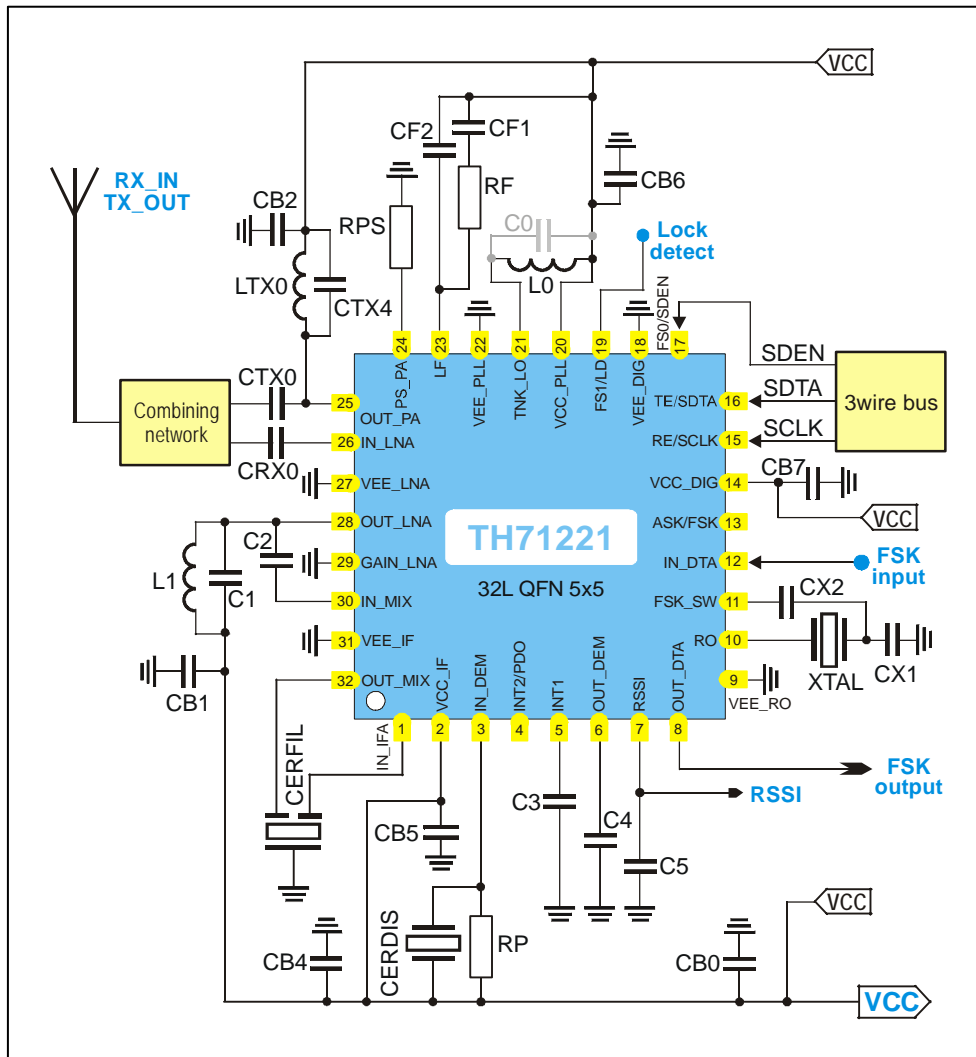 VCC
CF2
CF1
RF
CB6
RX_IN
TX_OUT
CB2
RPS
C0
Lock
detect
LTX0
CTX4
L0
FS0/SDEN
24
23
22
21
20
19
18
17
PS_PA
LF
VEE_PLL
TNK_LO
VCC_PLL
FS1/LD
VEE_DIG
SDEN
SDTA
SCLK
3wire bus
Combining
network
CTX0
CRX0
25
OUT_PA
26
IN_LNA
27
VEE_LNA
28
OUT_LNA
29
GAIN_LNA
30
IN_MIX
31
VEE_IF
32
OUT_MIX
TE/SDTA
16
RE/SCLK
15
VCC_DIG
14
ASK/FSK
13
IN_DTA
12
FSK_SW
11
RO
10
9
VEE_RO
CB7
VCC
FSK
input
CX2
CX1
XTAL
TH71221
32L QFN 5x5
C2
L1
C1
CB1
VCC_IF
IN_DEM
INT2/PDO
INT1
OUT_DEM
RSSI
OUT_DTA
IN_IFA
1
2
3
4
5
6
7
8
CERFIL
CB5
C3
C4
C5
RSSI
FSK
output
CERDIS
RP
CB4
CB0
VCC
VCC